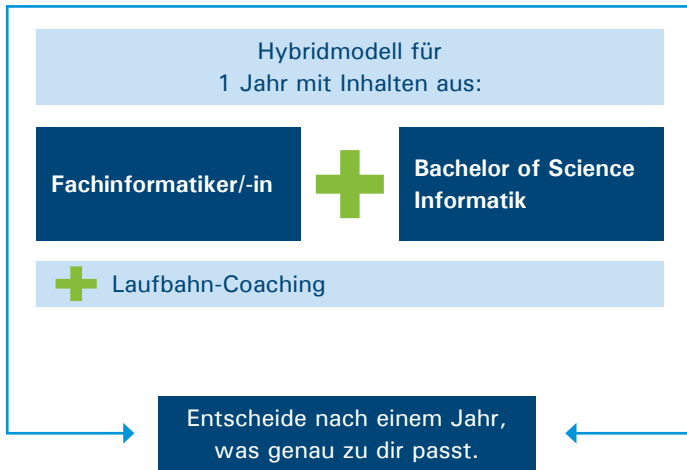 Hybridmodell für
1 Jahr mit Inhalten aus:
Fachinformatiker/-in
Bachelor of Science
Informatik
Laufbahn-Coaching
Entscheide nach einem Jahr,
was genau zu dir passt.